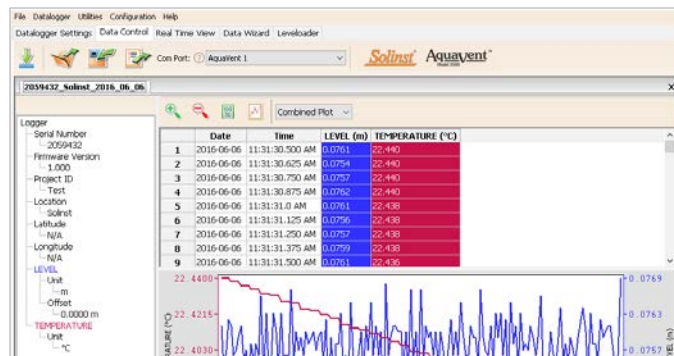 File Datalogger Utilities Configuration Help
Datalogger Settings Data Control Real Time View Data Wizard Leveloader
Com Port: ? AquaVent 1 Solinst Aquavent
2059432_Solinst_2016_06_06 x
Combined Plot
Logger
Serial Number
2059432
Firmware Version
1.000
Project ID
Test
Location
Solinst
Latitude
N/A
Longitude
N/A
LEVEL
Unit
m
Offset
0.0000 m
TEMPERATURE
Unit
°C
Date Time LEVEL (m) TEMPERATURE (°C)
1 2016-06-06 11:31:30.500 AM 0.0761 22.440
2 2016-06-06 11:31:30.625 AM 0.0754 22.440
3 2016-06-06 11:31:30.750 AM 0.0757 22.440
4 2016-06-06 11:31:30.875 AM 0.0762 22.440
5 2016-06-06 11:31:31.0 AM 0.0761 22.438
6 2016-06-06 11:31:31.125 AM 0.0756 22.438
7 2016-06-06 11:31:31.250 AM 0.0757 22.438
8 2016-06-06 11:31:31.375 AM 0.0759 22.438
9 2016-06-06 11:31:31.500 AM 0.0761 22.436
22.4400 0.0769
22.4215 0.0763
22.4030 0.0757